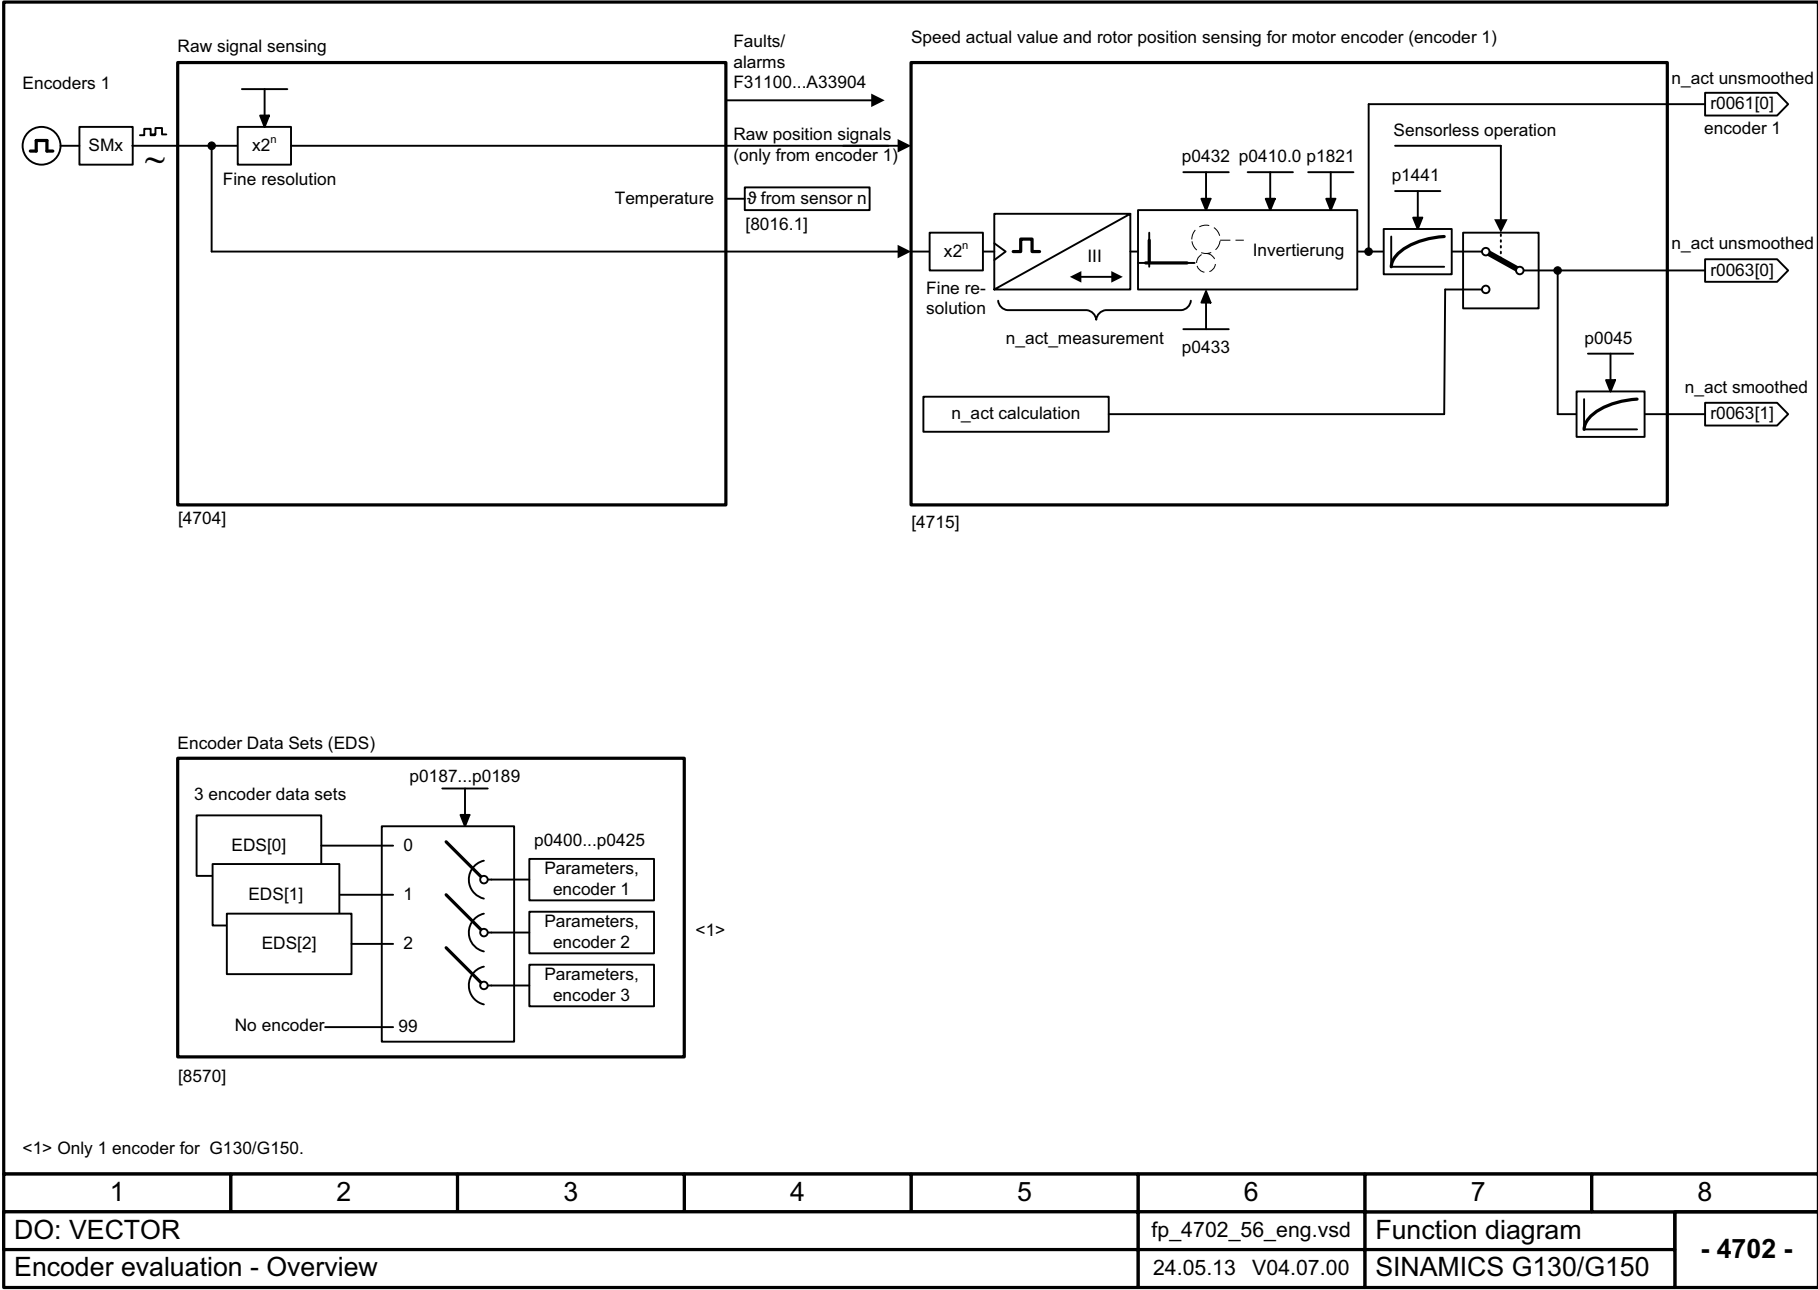 Raw signal sensing
Faults/
alarms
F31100...A33904
Speed actual value and rotor position sensing for motor encoder (encoder 1)
Encoders 1
SMx
x2ⁿ
Fine resolution
Raw position signals
(only from encoder 1)
Temperature
ϑ from sensor n
[8016.1]
n_act unsmoothed
r0061[0]
encoder 1
Sensorless operation
p0432 p0410.0 p1821
p1441
x2ⁿ
Fine re-
solution
III
Invertierung
n_act_measurement
p0433
n_act unsmoothed
r0063[0]
p0045
n_act calculation
n_act smoothed
r0063[1]
[4704]
[4715]
Encoder Data Sets (EDS)
p0187...p0189
3 encoder data sets
EDS[0]
0
p0400...p0425
Parameters,
encoder 1
EDS[1]
1
Parameters,
encoder 2
<1>
EDS[2]
2
Parameters,
encoder 3
No encoder
99
[8570]
<1> Only 1 encoder for G130/G150.
1 2 3 4 5 6 7 8
DO: VECTOR
fp_4702_56_eng.vsd
Function diagram
- 4702 -
Encoder evaluation - Overview
24.05.13 V04.07.00
SINAMICS G130/G150